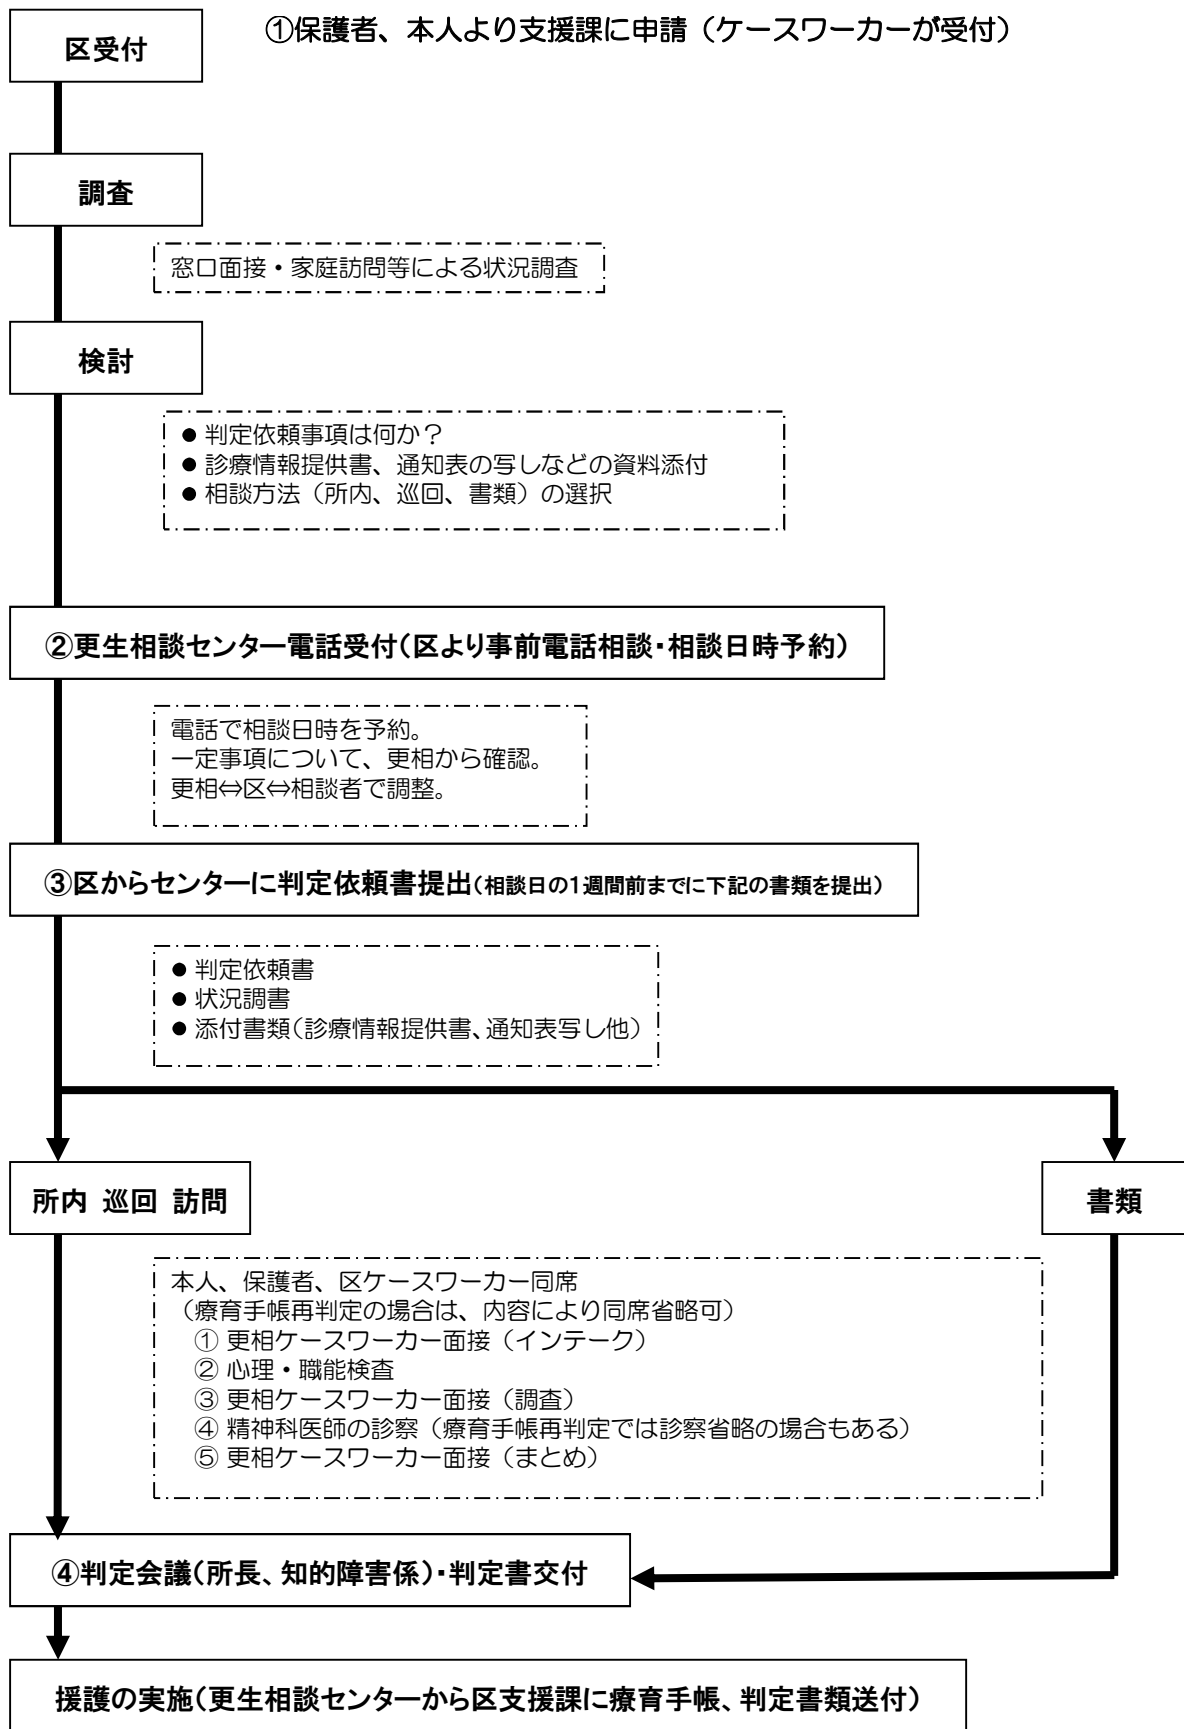 区受付
①保護者、本人より支援課に申請（ケースワーカーが受付）
調査
窓口面接・家庭訪問等による状況調査
検討
● 判定依頼事項は何か？
● 診療情報提供書、通知表の写しなどの資料添付
● 相談方法（所内、巡回、書類）の選択
②更生相談センター電話受付（区より事前電話相談・相談日時予約）
電話で相談日時を予約。
一定事項について、更相から確認。
更相⇔区⇔相談者で調整。
③区からセンターに判定依頼書提出（相談日の１週間前までに下記の書類を提出）
● 判定依頼書
● 状況調書
● 添付書類（診療情報提供書、通知表写し他）
所内 巡回 訪問
書類
本人、保護者、区ケースワーカー同席
（療育手帳再判定の場合は、内容により同席省略可）
① 更相ケースワーカー面接（インテーク）
② 心理・職能検査
③ 更相ケースワーカー面接（調査）
④ 精神科医師の診察（療育手帳再判定では診察省略の場合もある）
⑤ 更相ケースワーカー面接（まとめ）
④判定会議（所長、知的障害係）・判定書交付
援護の実施（更生相談センターから区支援課に療育手帳、判定書類送付）